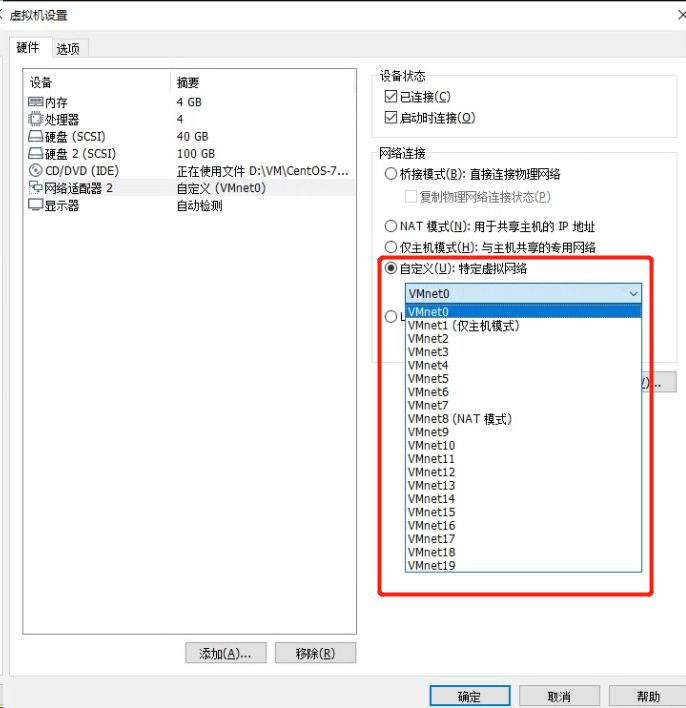 虚拟机设置
硬件 选项
设备 摘要
内存 4 GB
处理器 4
硬盘 (SCSI) 40 GB
硬盘 2 (SCSI) 100 GB
CD/DVD (IDE) 正在使用文件 D:\VM\CentOS-7...
网络适配器 2 自定义 (VMnet0)
显示器 自动检测
添加(A)... 移除(R)
设备状态
已连接(C)
启动时连接(O)
网络连接
桥接模式(B): 直接连接物理网络
复制物理网络连接状态(P)
NAT 模式(N): 用于共享主机的 IP 地址
仅主机模式(H): 与主机共享的专用网络
自定义(U): 特定虚拟网络
VMnet0
VMnet0
VMnet1 (仅主机模式)
VMnet2
VMnet3
VMnet4
VMnet5
VMnet6
VMnet7
VMnet8 (NAT 模式)
VMnet9
VMnet10
VMnet11
VMnet12
VMnet13
VMnet14
VMnet15
VMnet16
VMnet17
VMnet18
VMnet19
确定 取消 帮助